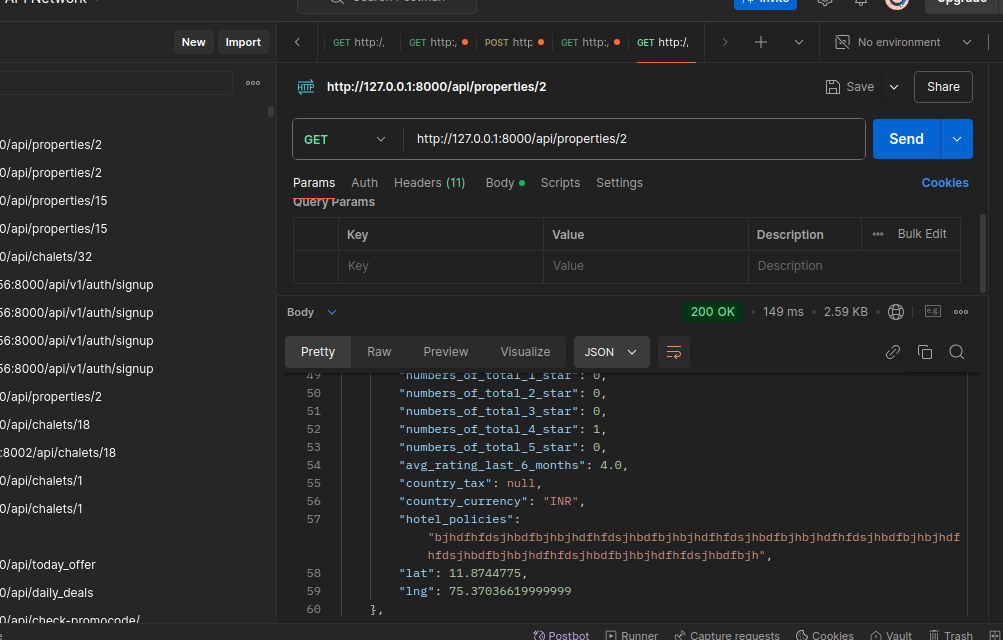 API Network
Search Postman
Invite
Upgrade
New
Import
GET http:/,
GET http:/,
POST http
GET http:/,
GET http:/,
No environment
HTTP
http://127.0.0.1:8000/api/properties/2
Save
Share
GET
http://127.0.0.1:8000/api/properties/2
Send
Params
Auth
Headers (11)
Body
Scripts
Settings
Cookies
Query Params
Key
Value
Description
Bulk Edit
Key
Value
Description
0/api/properties/2
0/api/properties/2
0/api/properties/15
0/api/properties/15
0/api/chalets/32
56:8000/api/v1/auth/signup
56:8000/api/v1/auth/signup
56:8000/api/v1/auth/signup
56:8000/api/v1/auth/signup
0/api/properties/2
0/api/chalets/18
:8002/api/chalets/18
0/api/chalets/1
0/api/chalets/1
0/api/today_offer
0/api/daily_deals
0/api/check-promocode/
Body
200 OK
149 ms
2.59 KB
e.g.
Pretty
Raw
Preview
Visualize
JSON
49 "numbers_of_total_1_star": 0,
50 "numbers_of_total_2_star": 0,
51 "numbers_of_total_3_star": 0,
52 "numbers_of_total_4_star": 1,
53 "numbers_of_total_5_star": 0,
54 "avg_rating_last_6_months": 4.0,
55 "country_tax": null,
56 "country_currency": "INR",
57 "hotel_policies":
"bjhdfhfdsjhbdfbjhbjhdfhfdsjhbdfbjhbjhdfhfdsjhbdfbjhbjhdfhfdsjhbdfbjhbjhdf
hfdsjhbdfbjhbjhdfhfdsjhbdfbjhbjhdfhfdsjhbdfbjh",
58 "lat": 11.8744775,
59 "lng": 75.37036619999999
60 },
Postbot
Runner
Capture requests
Cookies
Vault
Trash